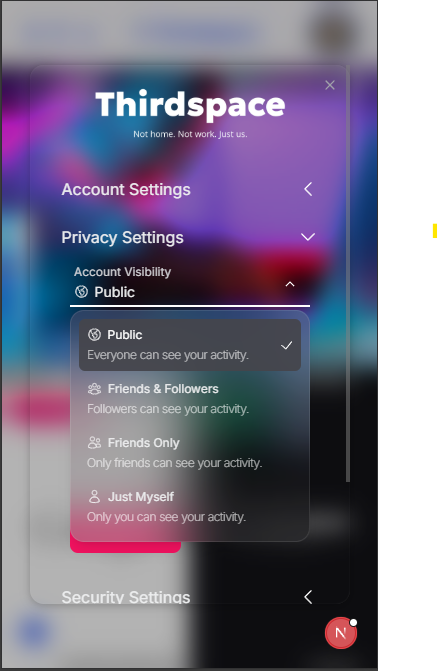 Thirdspace
Not home. Not work. Just us.
Account Settings
Privacy Settings
Account Visibility
Public
Public
Everyone can see your activity.
Friends & Followers
Followers can see your activity.
Friends Only
Only friends can see your activity.
Just Myself
Only you can see your activity.
Security Settings
N